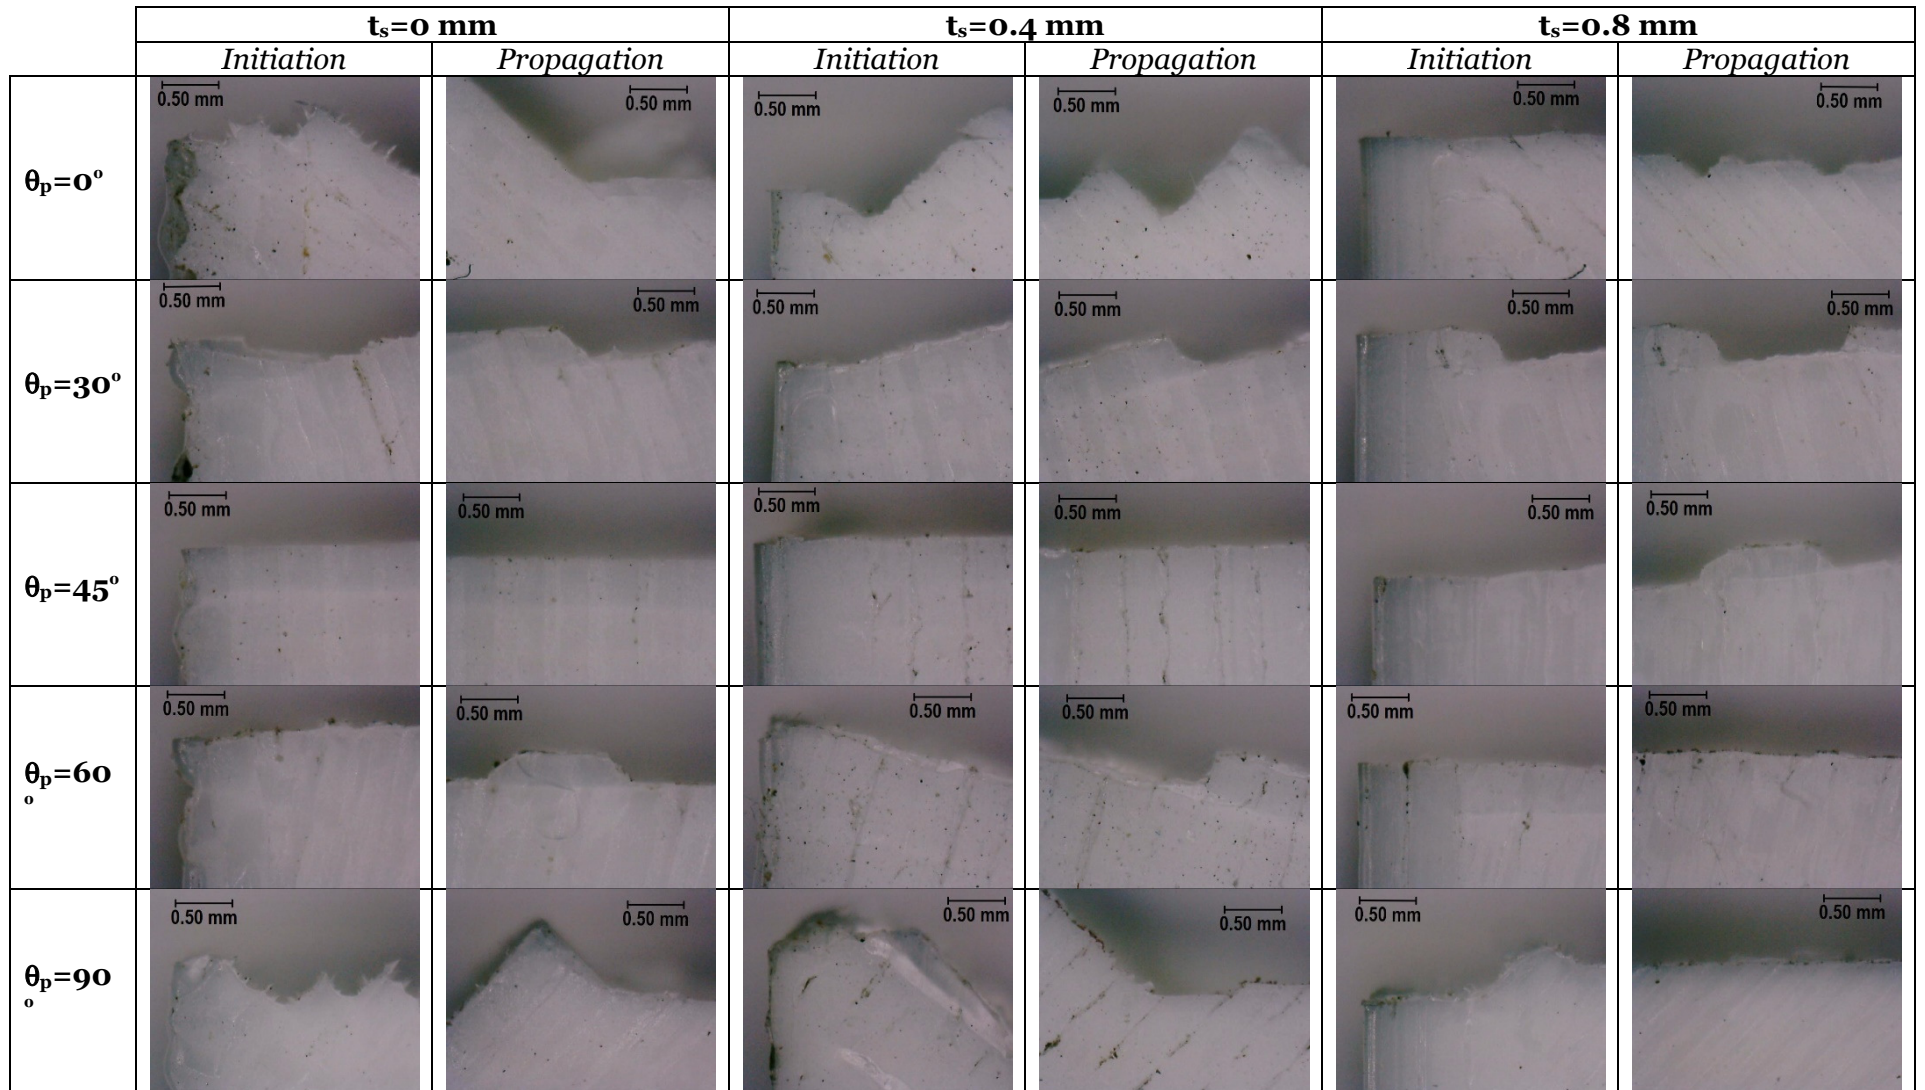 tₛ=0 mm tₛ=0.4 mm tₛ=0.8 mm
Initiation Propagation Initiation Propagation Initiation Propagation
0.50 mm 0.50 mm 0.50 mm 0.50 mm 0.50 mm 0.50 mm
θₚ=0°
0.50 mm 0.50 mm 0.50 mm 0.50 mm 0.50 mm 0.50 mm
θₚ=30°
0.50 mm 0.50 mm 0.50 mm 0.50 mm 0.50 mm 0.50 mm
θₚ=45°
0.50 mm 0.50 mm 0.50 mm 0.50 mm 0.50 mm 0.50 mm
θₚ=60
°
0.50 mm 0.50 mm 0.50 mm 0.50 mm 0.50 mm 0.50 mm
θₚ=90
°